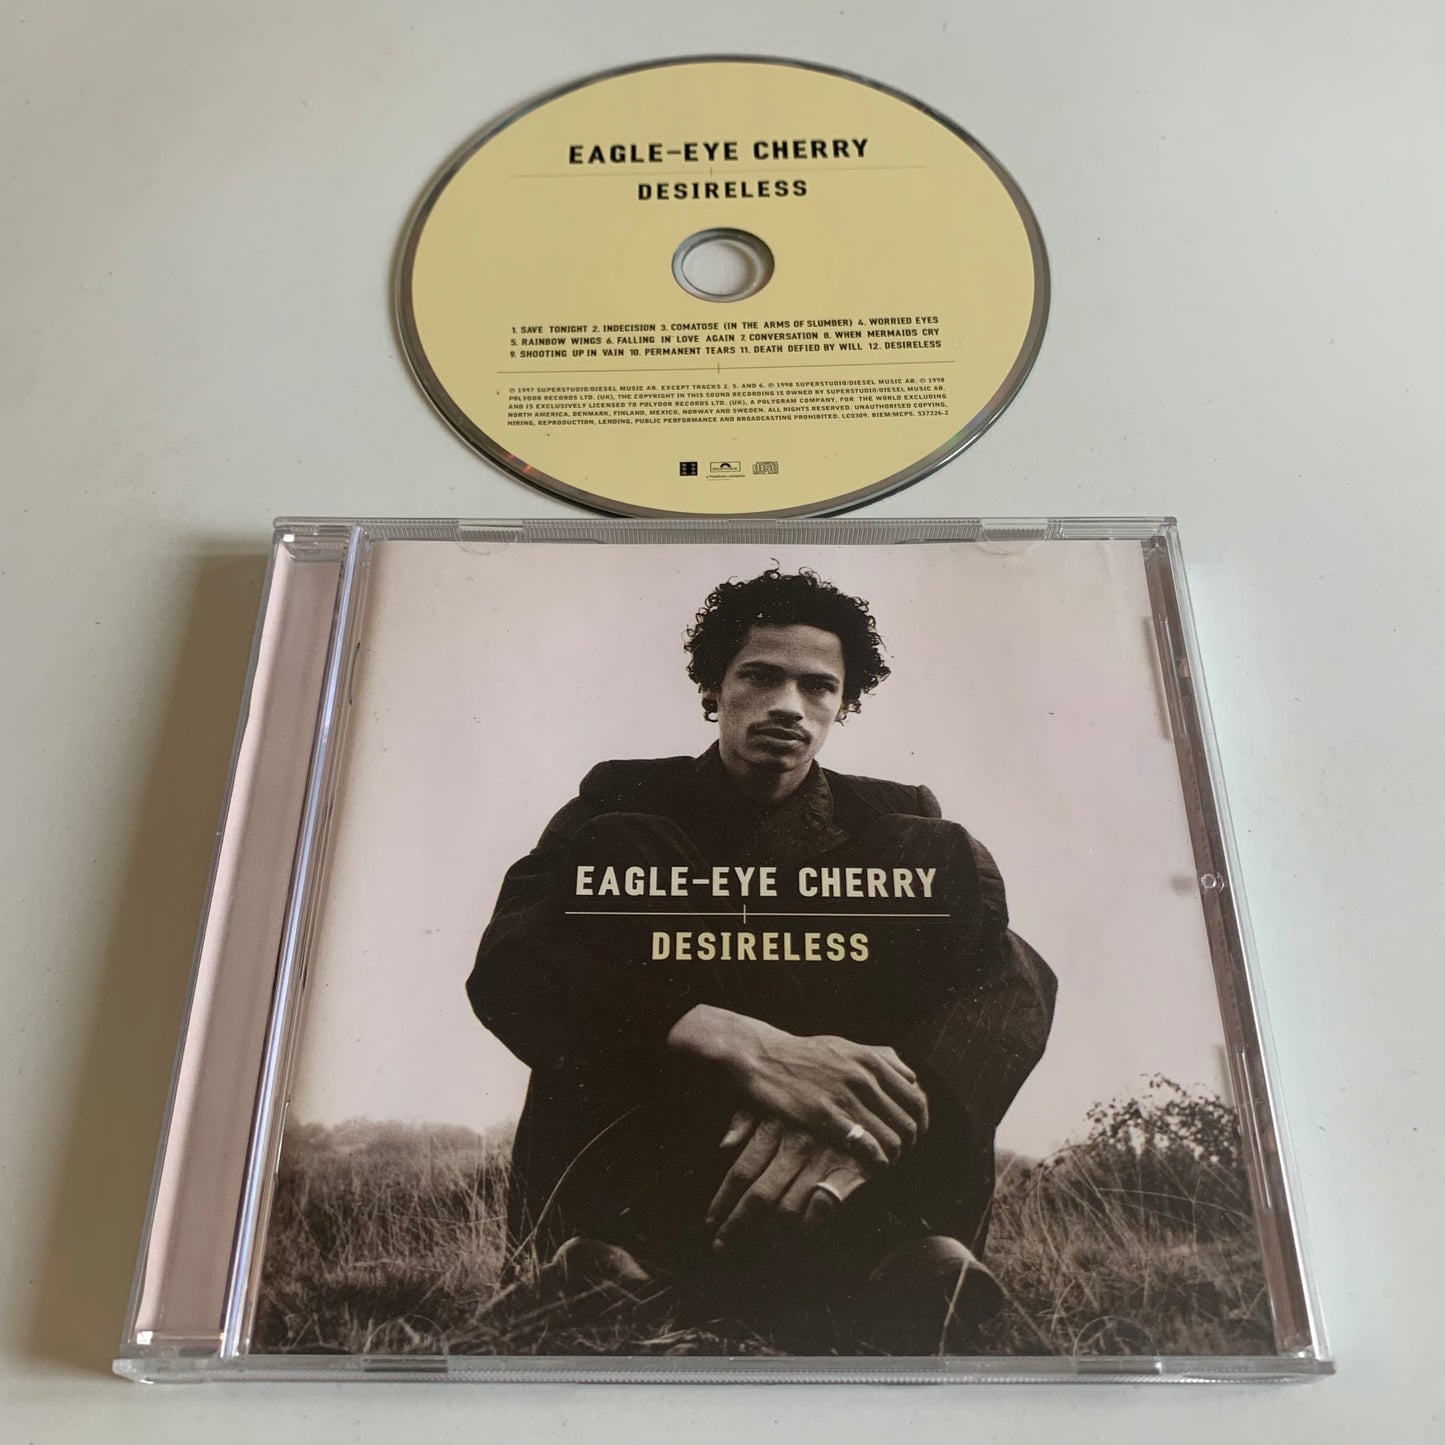 EAGLE-EYE CHERRY
DESIRELESS
1. SAVE TONIGHT 2. INDECISION 3. COMATOSE (IN THE ARMS OF SLUMBER) 4. WORRIED EYES
5. RAINBOW WINGS 6. FALLING IN LOVE AGAIN 7. CONVERSATION 8. WHEN MERMAIDS CRY
9. SHOOTING UP IN VAIN 10. PERMANENT TEARS 11. DEATH DEFIED BY WILL 12. DESIRELESS
℗ 1997 SUPERSTUDIO/DIESEL MUSIC AB. EXCEPT TRACKS 2. 5. AND 6. ℗ 1998 SUPERSTUDIO/DIESEL MUSIC AB. © 1998
POLYDOR RECORDS LTD. (UK), THE COPYRIGHT IN THIS SOUND RECORDING IS OWNED BY SUPERSTUDIO/DIESEL MUSIC AB.
AND IS EXCLUSIVELY LICENSED TO POLYDOR RECORDS LTD. (UK), A POLYGRAM COMPANY, FOR THE WORLD EXCLUDING
NORTH AMERICA, DENMARK, FINLAND, MEXICO, NORWAY AND SWEDEN. ALL RIGHTS RESERVED. UNAUTHORISED COPYING,
HIRING, REPRODUCTION, LENDING, PUBLIC PERFORMANCE AND BROADCASTING PROHIBITED. LC0309. BIEM/MCPS. 537226-2
EAGLE-EYE CHERRY
DESIRELESS